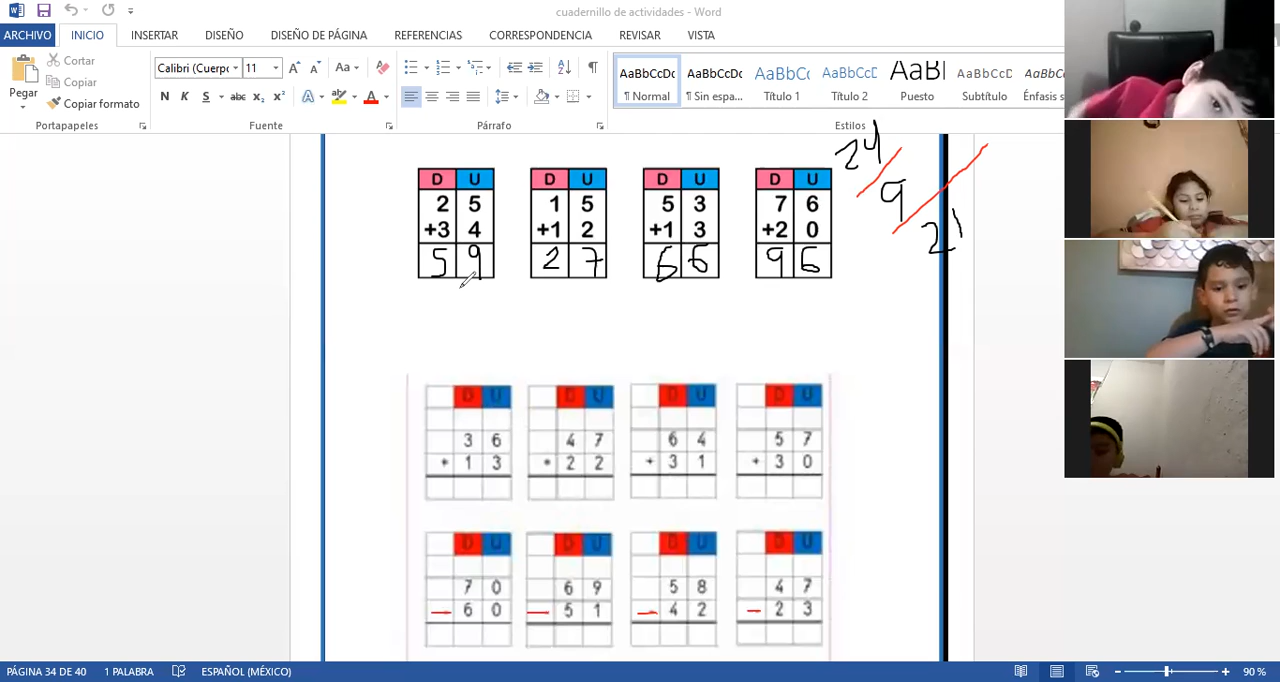 cuadernillo de actividades - Word
ARCHIVO INICIO INSERTAR DISEÑO DISEÑO DE PÁGINA REFERENCIAS CORRESPONDENCIA REVISAR VISTA
Pegar
Cortar
Copiar
Copiar formato
Portapapeles
Calibri (Cuerpo 11
N K S abc x₂ x²
Fuente
Párrafo
AaBbCcDc AaBbCcDc AaBbCc AaBbCcD AaBl AaBbCcD AaBbCcDc
¶ Normal ¶ Sin espa... Título 1 Título 2 Puesto Subtítulo Énfasis s
Estilos
24 / 9 / 21
D U D U D U D U
2 5 1 5 5 3 7 6
+3 4 +1 2 +1 3 +2 0
5 9 2 7 6 6 9 6
D U D U D U D U
3 6 4 7 6 4 5 7
+ 1 3 + 2 2 + 3 1 + 3 0
D U D U D U D U
7 0 6 9 5 8 4 7
− 6 0 − 5 1 − 4 2 − 2 3
PÁGINA 34 DE 40 1 PALABRA ESPAÑOL (MÉXICO) 90 %